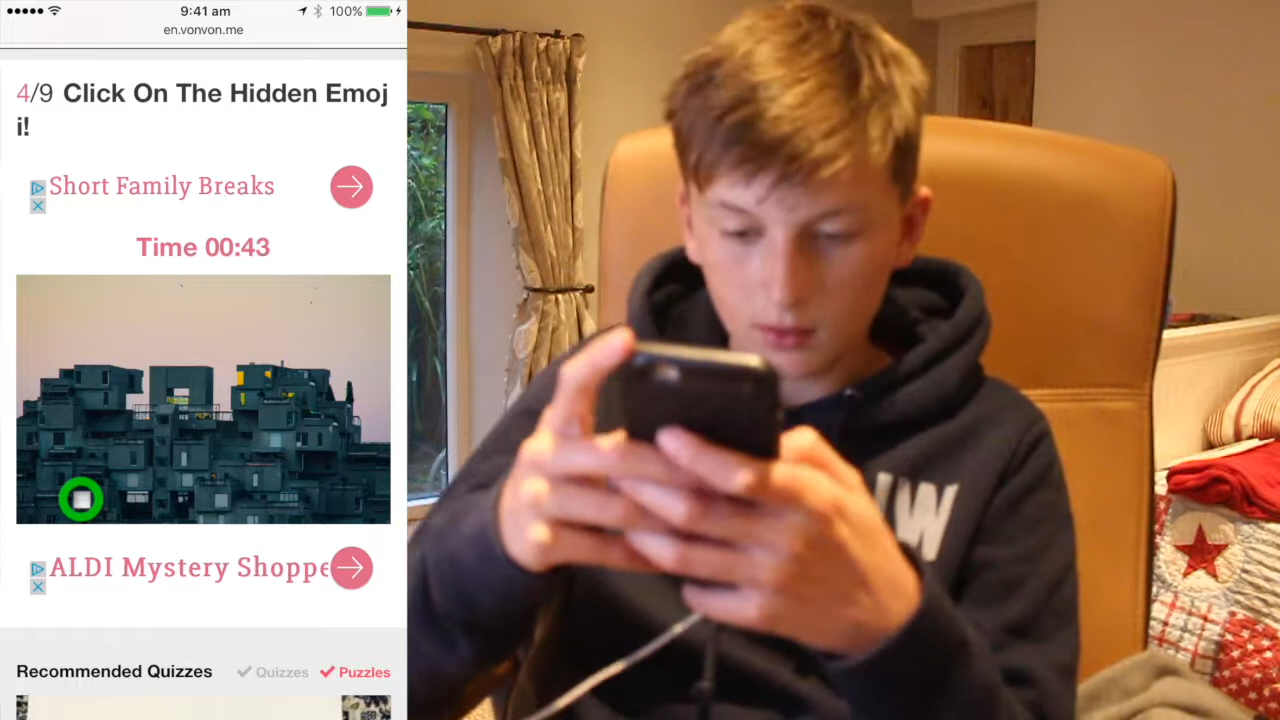 9:41 am
100%
en.vonvon.me
4/9 Click On The Hidden Emoj
i!
Short Family Breaks
Time 00:43
ALDI Mystery Shoppe
Recommended Quizzes
Quizzes
Puzzles